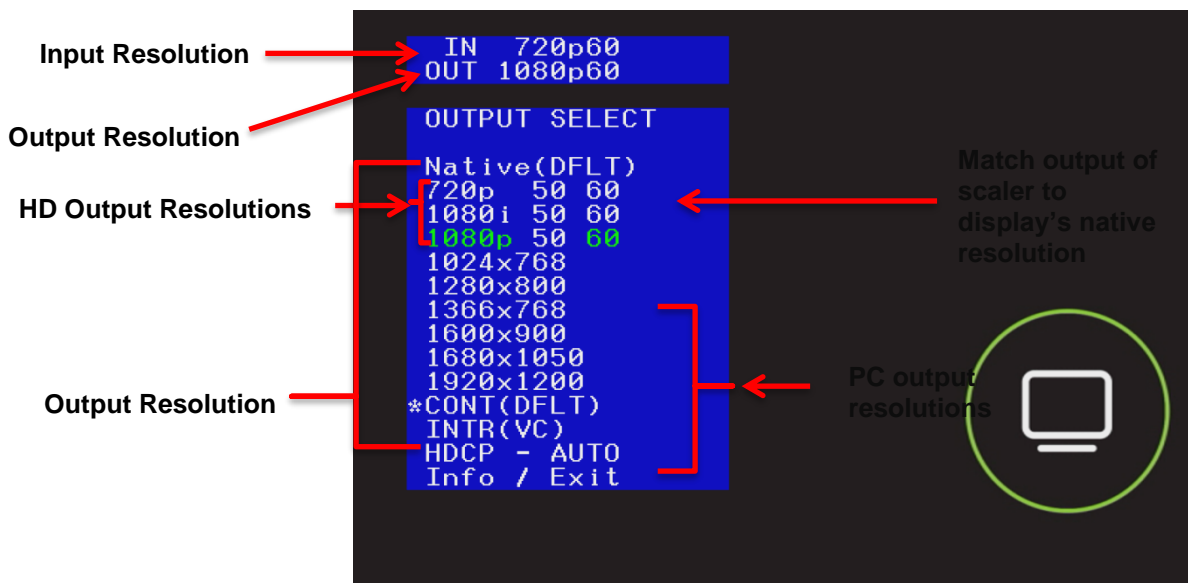 Input Resolution
Output Resolution
HD Output Resolutions
Output Resolution
IN 720p60
OUT 1080p60
OUTPUT SELECT
Native(DFLT)
720p 50 60
1080i 50 60
1080p 50 60
1024x768
1280x800
1366x768
1600x900
1680x1050
1920x1200
*CONT(DFLT)
INTR(VC)
HDCP - AUTO
Info / Exit
Match output of
scaler to
display’s native
resolution
PC output
resolutions